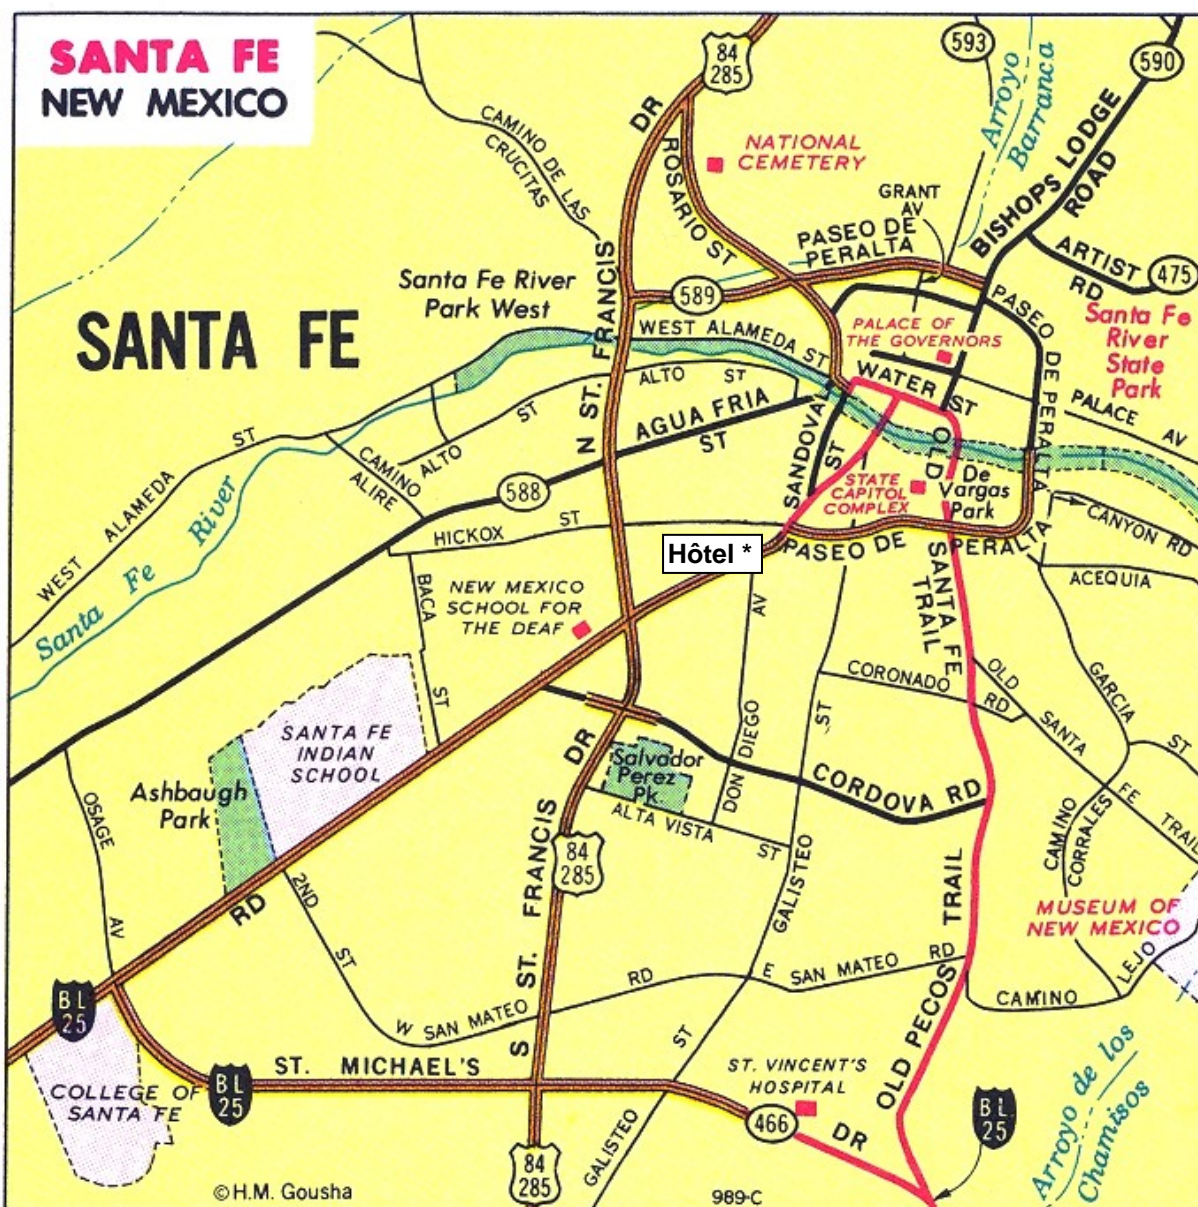 SANTA FE
NEW MEXICO
84
285
593
590
Arroyo
Barranca
BISHOPS LODGE
ROAD
DR
CAMINO DE LAS
CRUCITAS
NATIONAL
CEMETERY
ROSARIO ST
GRANT
AV
PASEO DE
PERALTA
ARTIST
RD
475
Santa Fe River
Park West
589
N ST. FRANCIS
SANTA FE
WEST ALAMEDA ST
PALACE OF
THE GOVERNORS
PASEO DE PERALTA
Santa Fe
River
State
Park
ALTO ST
WATER ST
PALACE AV
AGUA FRIA
ST
SANDOVAL
ST
OLD
SANTA FE
TRAIL
ST
ALTO ST
CAMINO
ALIRE
WEST ALAMEDA
588
STATE
CAPITOL
COMPLEX
De
Vargas
Park
CANYON RD
HICKOX ST
Hôtel *
PASEO DE PERALTA
ACEQUIA
Santa Fe River
BACA
ST
NEW MEXICO
SCHOOL FOR
THE DEAF
AV
DON DIEGO
CORONADO
RD
OLD
SANTA
FE
TRAIL
GARCIA
ST
SANTA FE
INDIAN
SCHOOL
DR
Salvador
Perez
Pk.
ST
CORDOVA RD
Ashbaugh
Park
OSAGE
AV
ALTA VISTA
ST
CAMINO
CORRALES
84
285
GALISTEO
RD
2ND
ST
S ST. FRANCIS
OLD PECOS TRAIL
MUSEUM OF
NEW MEXICO
W SAN MATEO RD
E SAN MATEO RD
CAMINO LEJO
BL
25
ST. MICHAEL'S
ST
ST. VINCENT'S
HOSPITAL
COLLEGE OF
SANTA FE
BL
25
466
DR
BL
25
Arroyo de los
Chamisos
GALISTEO
84
285
©H.M. Gousha
989-C